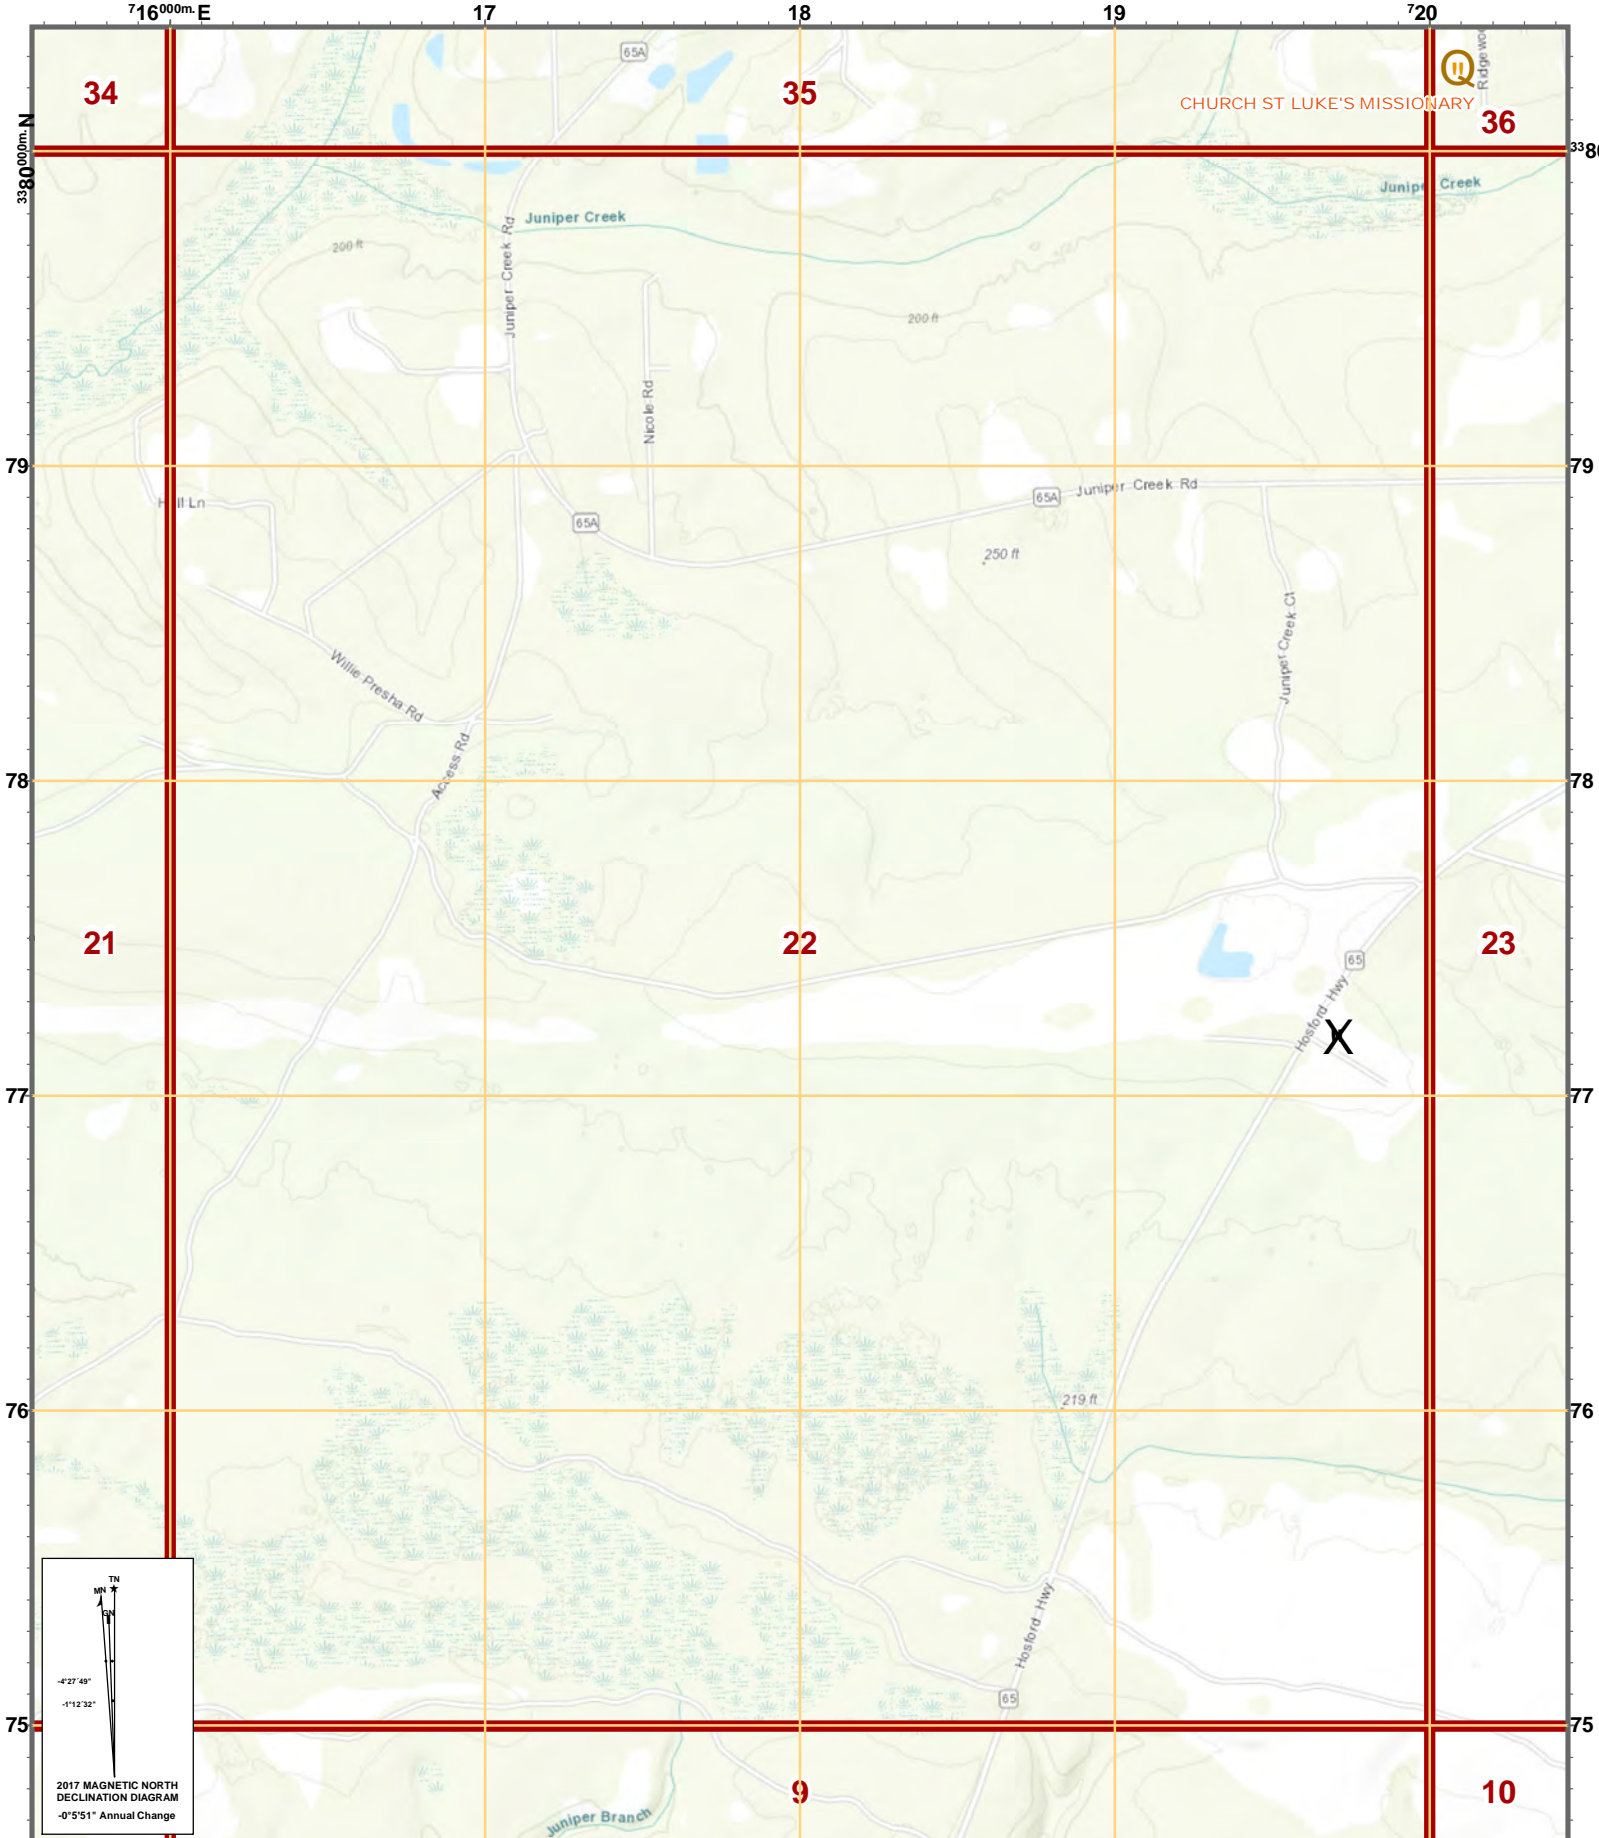 716000m. E
17
18
19
720
34
65A
35
Ridgewoo
CHURCH ST LUKE'S MISSIONARY
36
3380000m. N
3380
Juniper Creek
Juniper Creek
200 ft
Juniper Creek Rd
200 ft
Nicole Rd
79
79
65A
Juniper Creek Rd
Hill Ln
65A
250 ft
Juniper Creek Ct
Willie Presha Rd
Access Rd
78
78
21
22
23
65
Hosford Hwy
X
77
77
219 ft
76
76
TN
MN
GN
Hosford Hwy
-4°27'49"
-1°12'32"
65
75
75
2017 MAGNETIC NORTH
DECLINATION DIAGRAM
-0°5'51" Annual Change
9
10
Juniper Branch